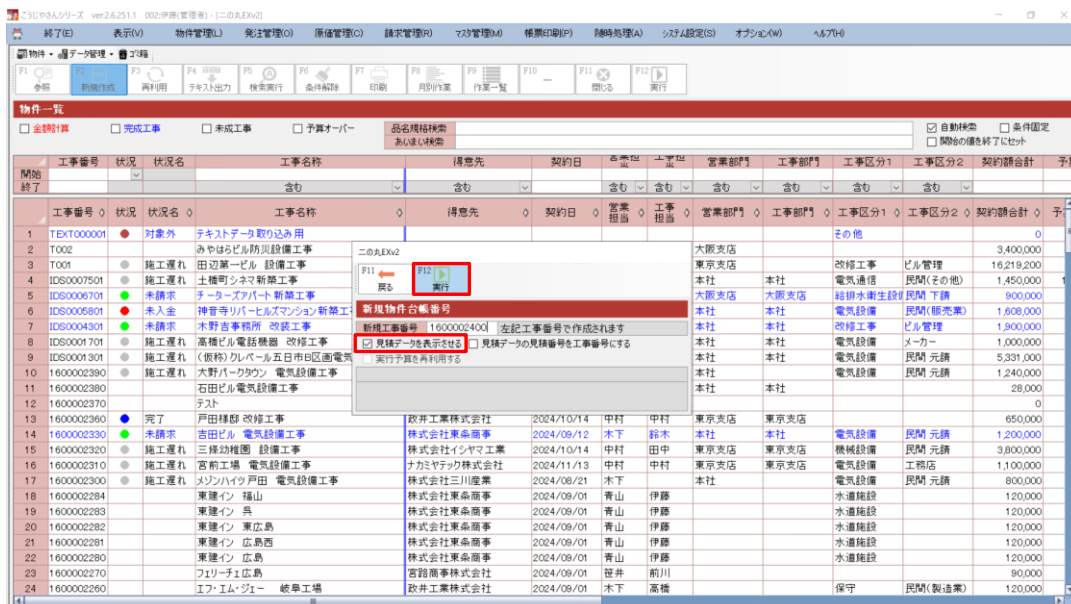 こうじやさんシリーズ ver.2.6.251.1 002:伊藤(管理者) - [二の丸EXv2]
終了(E) 表示(V) 物件管理(L) 発注管理(O) 原価管理(C) 請求管理(R) マスタ管理(M) 帳票印刷(P) 随時処理(A) システム設定(S) オプション(W) ヘルプ(H)
物件 データ管理 ゴミ箱
F1 参照 F2 新規作成 F3 再利用 F4 テキスト出力 F5 検索実行 F6 条件解除 F7 印刷 F8 月別作業 F9 作業一覧 F10 F11 閉じる F12 実行
物件一覧
金額計算 完成工事 未成工事 予算オーバー 品名規格検索 自動検索 条件固定
あいまい検索 開始の値を終了にセット
工事番号 状況 状況名 工事名称 得意先 契約日 営業部門 工事部門 工事区分1 工事区分2 契約額合計
開始
終了 含む 含む 含む 含む 含む 含む 含む 含む
工事番号 状況 状況名 工事名称 得意先 契約日 営業担当 工事担当 営業部門 工事部門 工事区分1 工事区分2 契約額合計
1 TEXT000001 対象外 テキストデータ取り込み用 その他 0
2 T002 みやはらビル防災設備工事 大阪支店 3,400,000
3 T001 施工遅れ 田辺第一ビル 設備工事 東京支店 改修工事 ビル管理 16,219,200
4 IDS0007501 施工遅れ 土橋町シネマ新築工事 本社 本社 電気通信 民間(その他) 1,450,000
5 IDS0006701 未請求 チーターズアパート新築工事 大阪支店 大阪支店 給排水衛生設備 民間 下請 900,000
6 IDS0005801 未入金 神音寺リバーヒルズマンション新築工事 本社 本社 電気設備 民間(販売業) 1,608,000
7 IDS0004301 未請求 木野吉事務所 改装工事 本社 本社 改修工事 ビル管理 1,900,000
8 IDS0001701 施工遅れ 高橋ビル電話機器 改修工事 本社 電気設備 メーカー 1,000,000
9 IDS0001301 施工遅れ (仮称)クレベール五日市B区画電気 本社 電気設備 民間 元請 5,331,000
10 1600002390 施工遅れ 大野パークタウン 電気設備工事 本社 電気設備 民間 元請 1,240,000
11 1600002380 石田ビル電気設備工事 本社 本社 28,000
12 1600002370 テスト 0
13 1600002360 完了 戸田様邸 改修工事 政井工業株式会社 2024/10/14 中村 中村 東京支店 東京支店 650,000
14 1600002330 未請求 吉田ビル 電気設備工事 株式会社東条商事 2024/09/12 木下 鈴木 本社 本社 電気設備 民間 元請 1,200,000
15 1600002320 施工遅れ 三條幼稚園 設備工事 株式会社イシヤマ工業 2024/10/14 中村 田中 東京支店 東京支店 機械設備 民間 元請 3,800,000
16 1600002310 施工遅れ 宮前工場 電気設備工事 ナカミヤテック株式会社 2024/11/13 中村 中村 東京支店 東京支店 電気設備 工務店 1,100,000
17 1600002300 施工遅れ メゾンハイツ戸田 電気設備工事 株式会社三川産業 2024/08/21 木下 本社 電気設備 民間 元請 800,000
18 1600002284 東建イン 福山 株式会社東条商事 2024/09/01 青山 伊藤 水道施設 120,000
19 1600002283 東建イン 呉 株式会社東条商事 2024/09/01 青山 伊藤 水道施設 120,000
20 1600002282 東建イン 東広島 株式会社東条商事 2024/09/01 青山 伊藤 水道施設 120,000
21 1600002281 東建イン 広島西 株式会社東条商事 2024/09/01 青山 伊藤 水道施設 120,000
22 1600002280 東建イン 広島 株式会社東条商事 2024/09/01 青山 伊藤 水道施設 120,000
23 1600002270 フェリーチェ広島 宮路商事株式会社 2024/09/01 笹井 前川 90,000
24 1600002260 エフ・エム・ジェー 岐阜工場 政井工業株式会社 2024/09/01 木下 高橋 保守 民間(製造業) 120,000
二の丸EXv2
F11 戻る F12 実行
新規物件台帳番号
新規工事番号 1600002400 左記工事番号で作成されます
見積データを表示させる 見積データの見積番号を工事番号にする
実行予算を再利用する